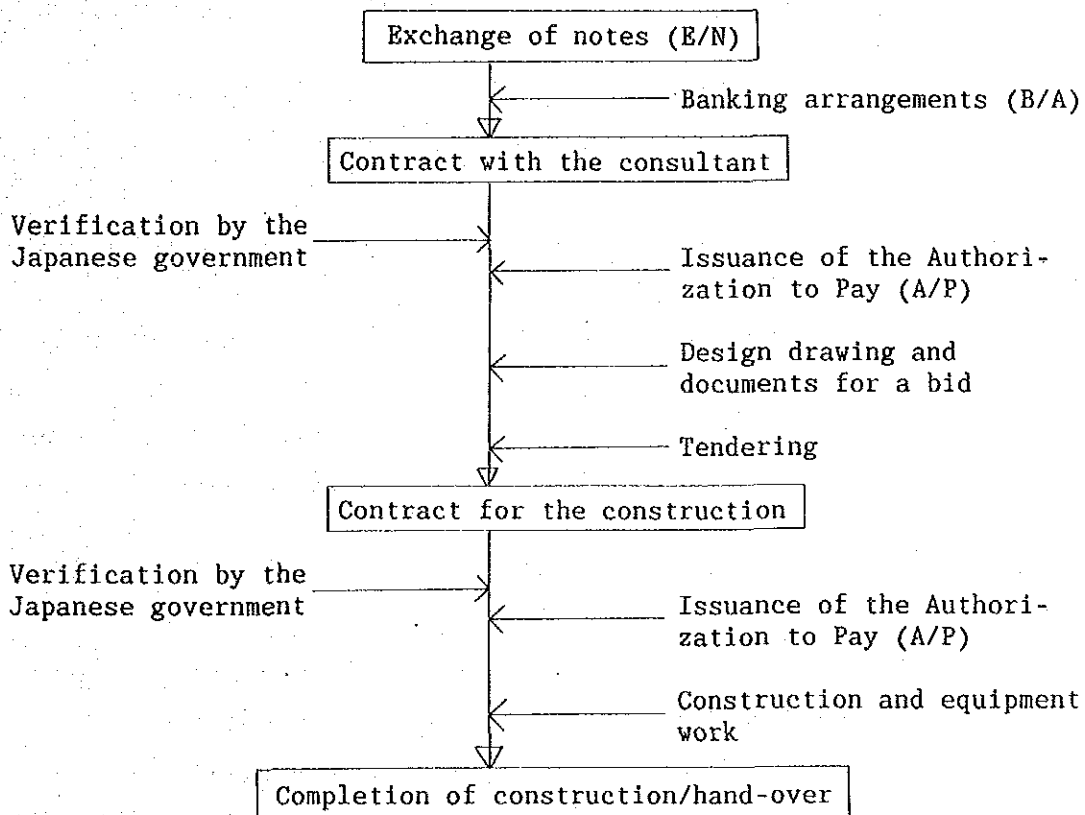 Exchange of notes (E/N)
Banking arrangements (B/A)
Contract with the consultant
Verification by the
Japanese government
Issuance of the Authori-
zation to Pay (A/P)
Design drawing and
documents for a bid
Tendering
Contract for the construction
Verification by the
Japanese government
Issuance of the Authori-
zation to Pay (A/P)
Construction and equipment
work
Completion of construction/hand-over